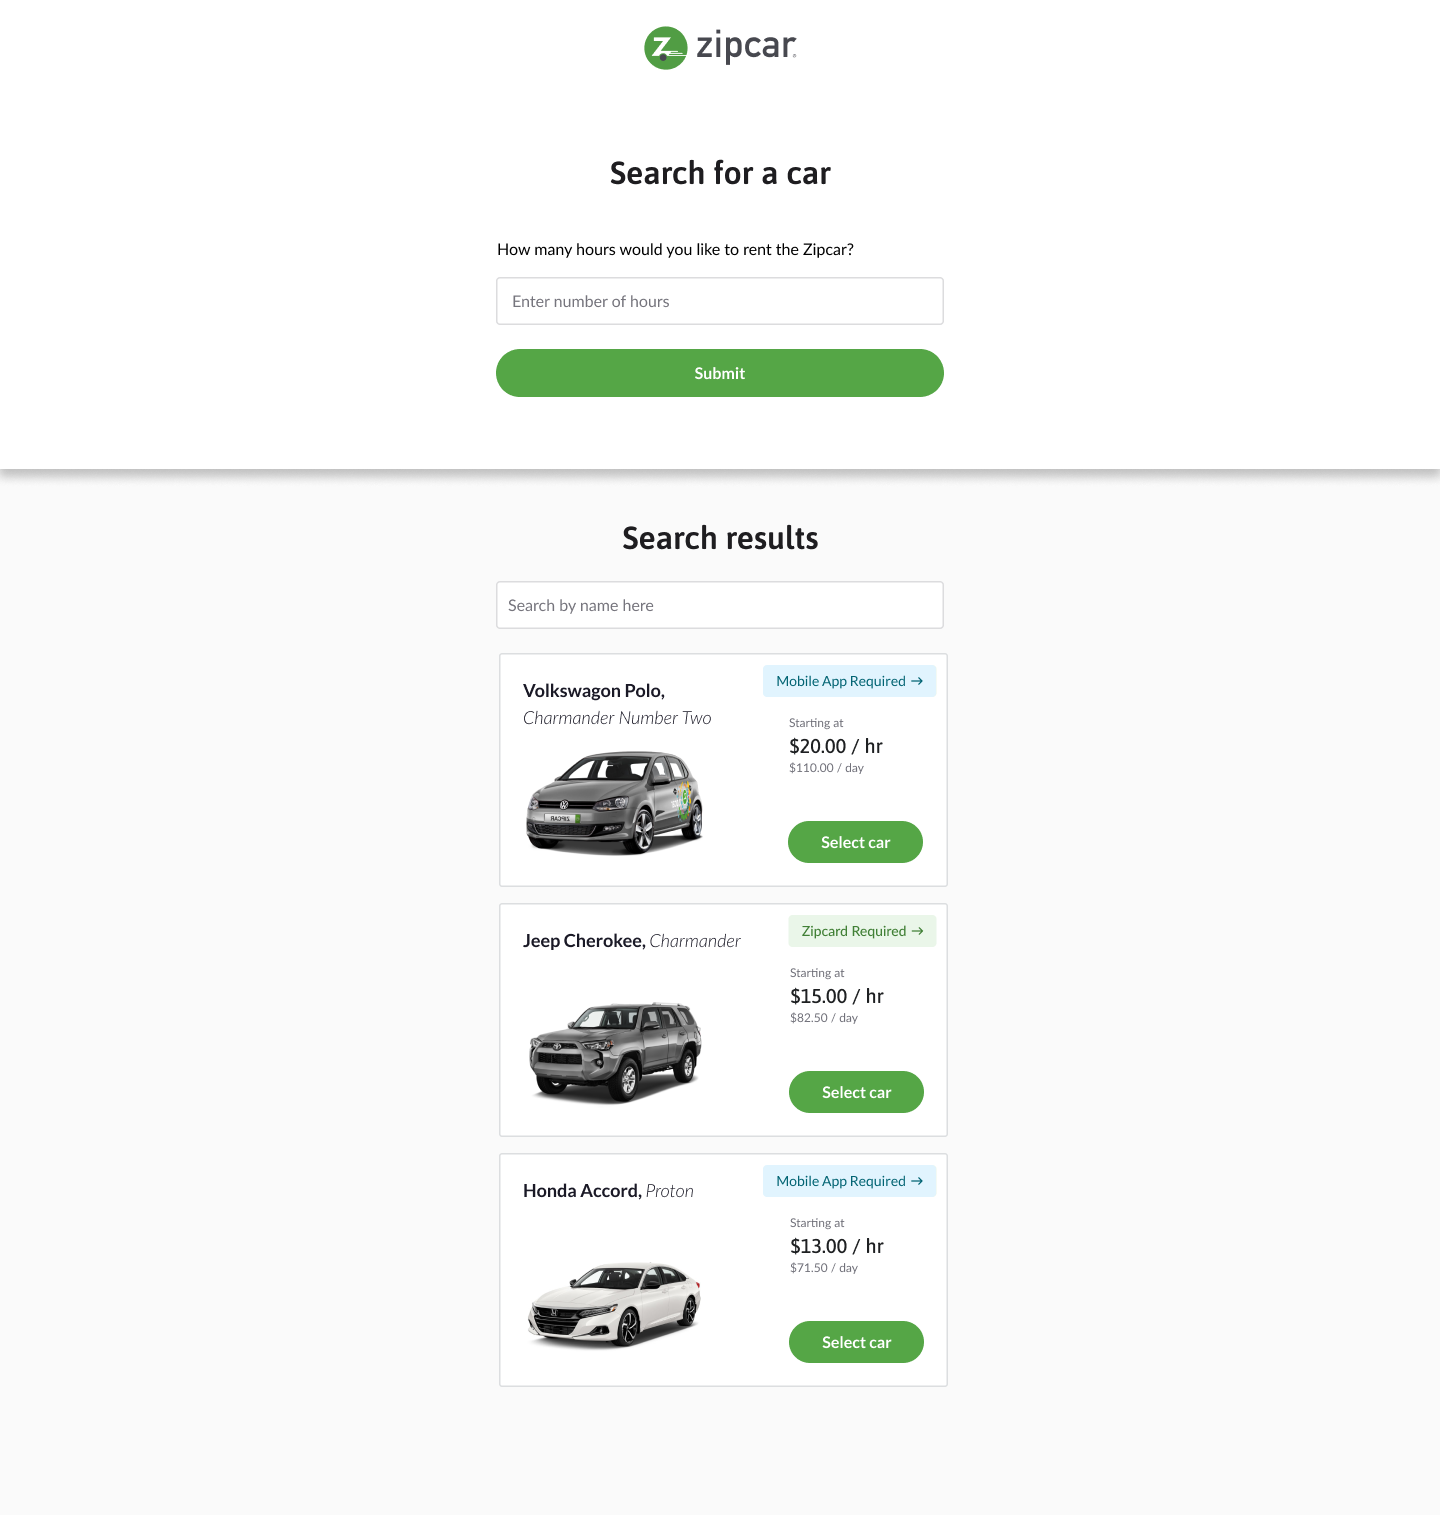 zipcar
Search for a car
How many hours would you like to rent the Zipcar?
Enter number of hours
Submit
Search results
Search by name here
Mobile App Required →
Volkswagon Polo,
Charmander Number Two
Starting at
$20.00 / hr
$110.00 / day
ZIPCAR
Select car
Zipcard Required →
Jeep Cherokee, Charmander
Starting at
$15.00 / hr
$82.50 / day
Select car
Mobile App Required →
Honda Accord, Proton
Starting at
$13.00 / hr
$71.50 / day
Select car